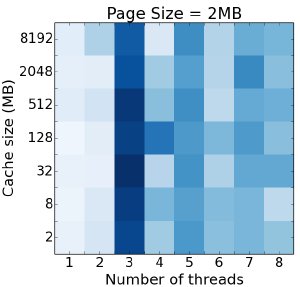 Page Size = 2MB
Cache size (MB)
8192
2048
512
128
32
8
2
1 2 3 4 5 6 7 8
Number of threads